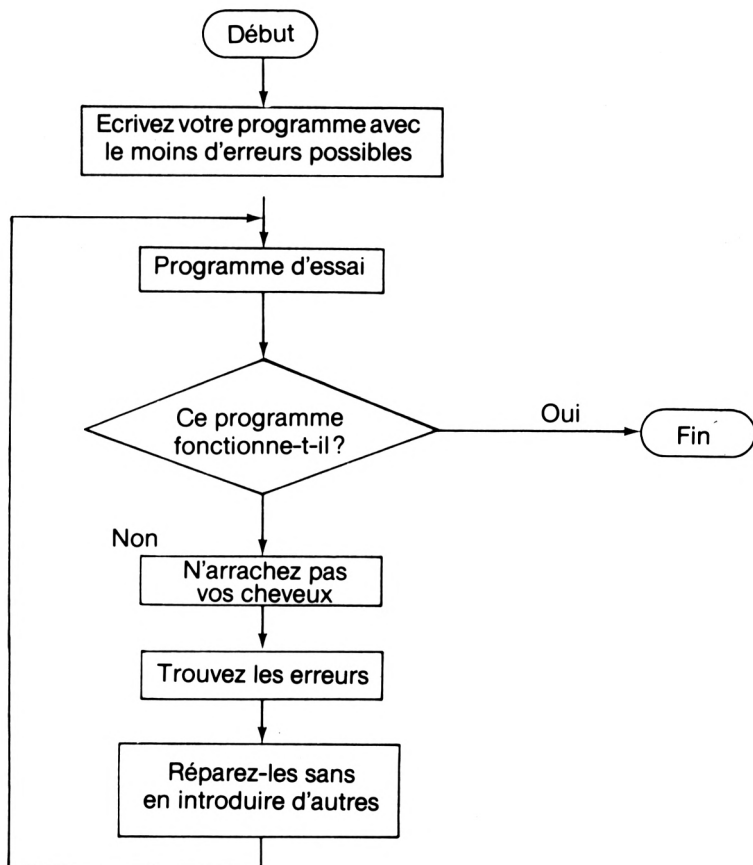 Début
Ecrivez votre programme avec
le moins d'erreurs possibles
Programme d'essai
Ce programme
fonctionne-t-il?
Oui
Fin
Non
N'arrachez pas
vos cheveux
Trouvez les erreurs
Réparez-les sans
en introduire d'autres